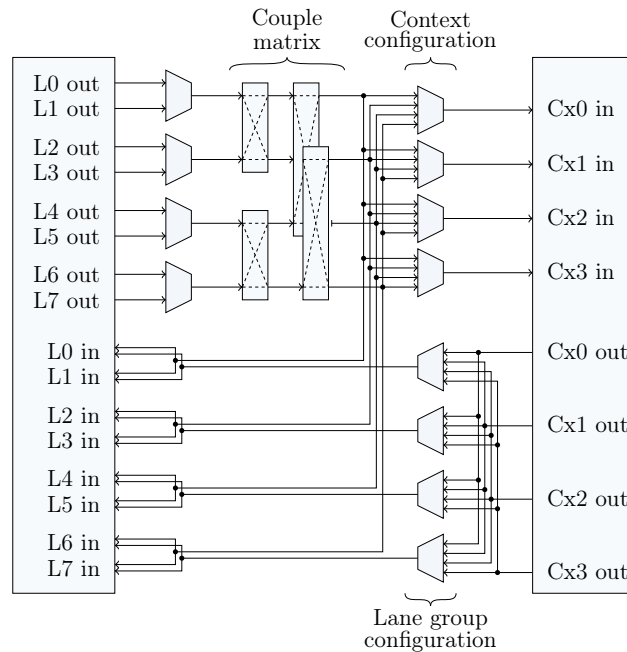 Couple
matrix
Context
configuration
L0 out
L1 out
L2 out
L3 out
L4 out
L5 out
L6 out
L7 out
L0 in
L1 in
L2 in
L3 in
L4 in
L5 in
L6 in
L7 in
Cx0 in
Cx1 in
Cx2 in
Cx3 in
Cx0 out
Cx1 out
Cx2 out
Cx3 out
Lane group
configuration